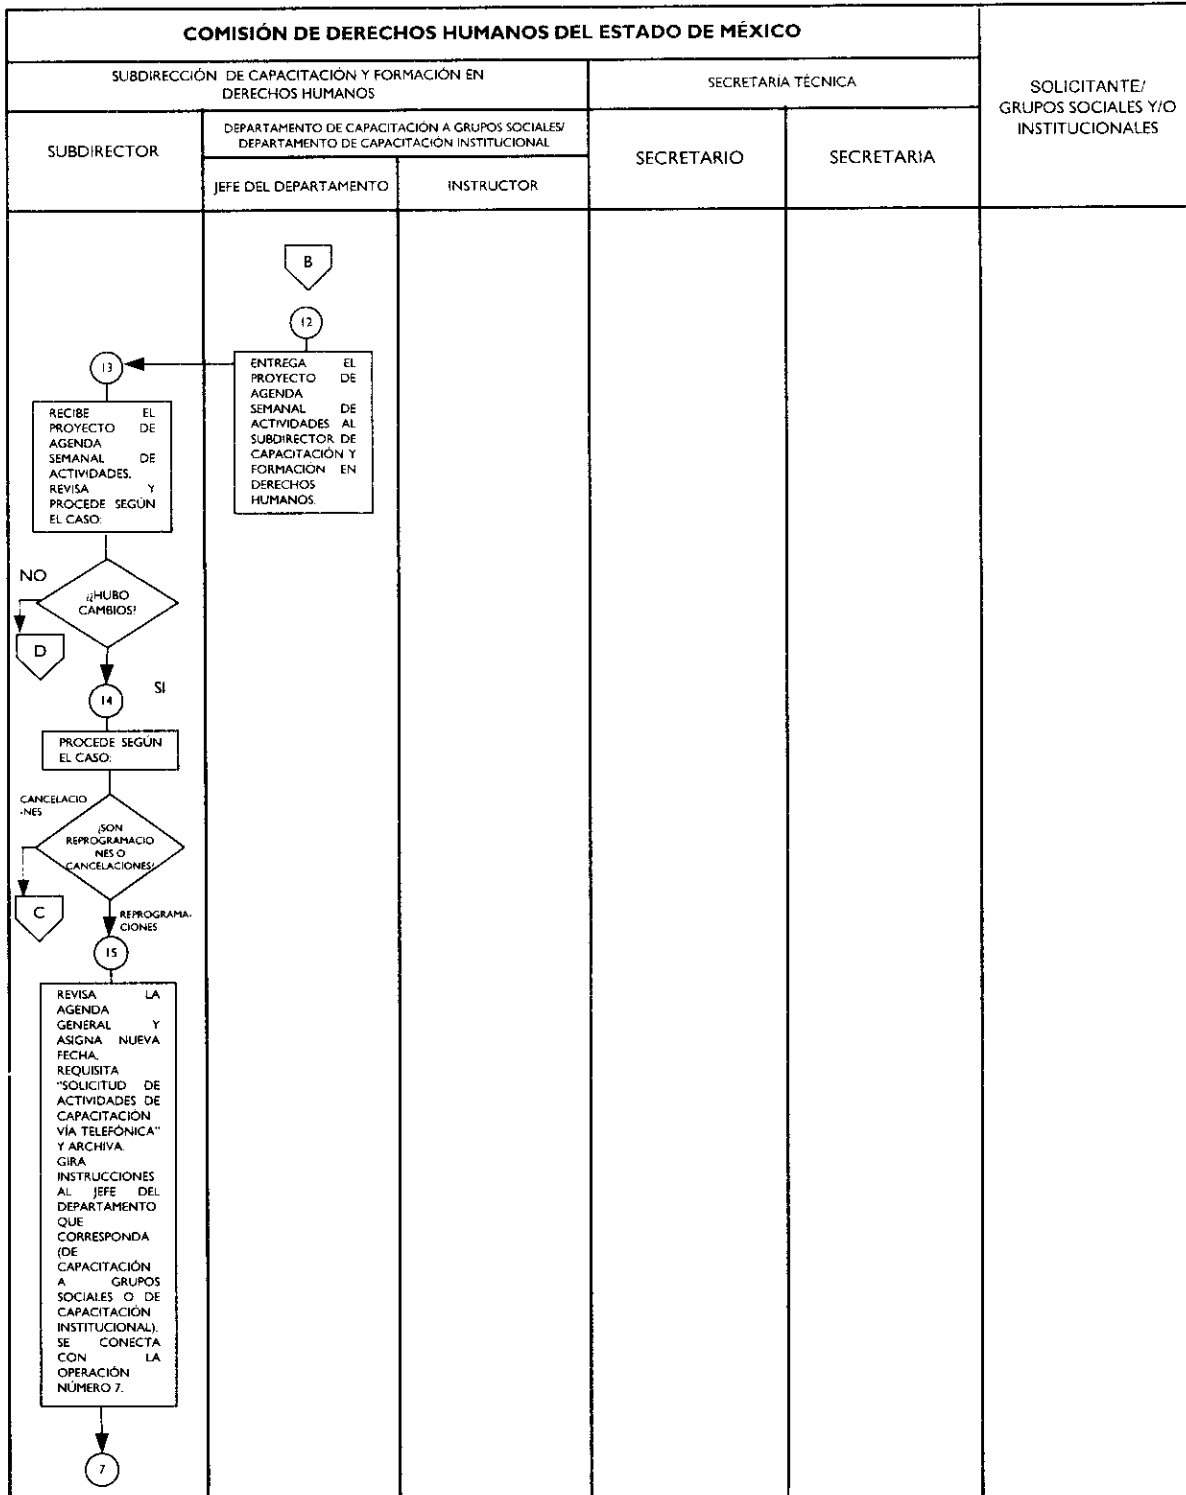 COMISIÓN DE DERECHOS HUMANOS DEL ESTADO DE MÉXICO
SUBDIRECCIÓN DE CAPACITACIÓN Y FORMACIÓN EN
DERECHOS HUMANOS
SECRETARÍA TÉCNICA
SOLICITANTE/
GRUPOS SOCIALES Y/O
INSTITUCIONALES
SUBDIRECTOR
DEPARTAMENTO DE CAPACITACIÓN A GRUPOS SOCIALES/
DEPARTAMENTO DE CAPACITACIÓN INSTITUCIONAL
SECRETARIO
SECRETARIA
JEFE DEL DEPARTAMENTO
INSTRUCTOR
B
12
ENTREGA EL
PROYECTO DE
AGENDA
SEMANAL DE
ACTIVIDADES AL
SUBDIRECTOR DE
CAPACITACIÓN Y
FORMACIÓN EN
DERECHOS
HUMANOS.
13
RECIBE EL
PROYECTO DE
AGENDA
SEMANAL DE
ACTIVIDADES,
REVISA Y
PROCEDE SEGÚN
EL CASO:
NO
¿¿HUBO
CAMBIOS?
D
SI
14
PROCEDE SEGÚN
EL CASO:
CANCELACIO
-NES
¿SON
REPROGRAMACIO
NES O
CANCELACIONES?
C
REPROGRAMA-
CIONES
15
REVISA LA
AGENDA
GENERAL Y
ASIGNA NUEVA
FECHA,
REQUISITA
"SOLICITUD DE
ACTIVIDADES DE
CAPACITACIÓN
VÍA TELEFÓNICA"
Y ARCHIVA.
GIRA
INSTRUCCIONES
AL JEFE DEL
DEPARTAMENTO
QUE
CORRESPONDA
(DE
CAPACITACIÓN
A GRUPOS
SOCIALES O DE
CAPACITACIÓN
INSTITUCIONAL).
SE CONECTA
CON LA
OPERACIÓN
NÚMERO 7.
7